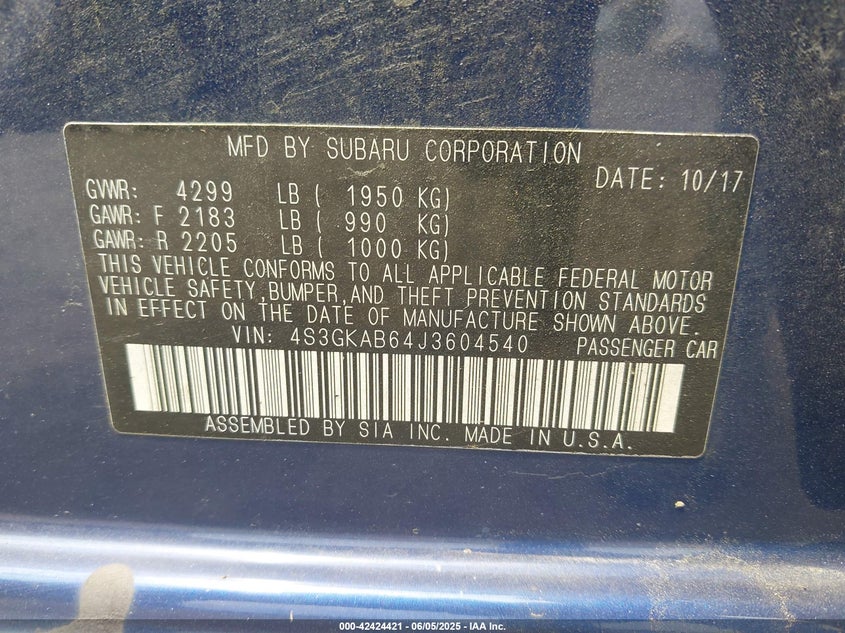 MFD BY SUBARU CORPORATION
DATE: 10/17
GVWR: 4299 LB ( 1950 KG)
GAWR: F 2183 LB ( 990 KG)
GAWR: R 2205 LB ( 1000 KG)
THIS VEHICLE CONFORMS TO ALL APPLICABLE FEDERAL MOTOR
VEHICLE SAFETY,BUMPER,AND THEFT PREVENTION STANDARDS
IN EFFECT ON THE DATE OF MANUFACTURE SHOWN ABOVE.
VIN: 4S3GKAB64J3604540 PASSENGER CAR
ASSEMBLED BY SIA INC. MADE IN U.S.A.
000-42424421 - 06/05/2025 - IAA Inc.